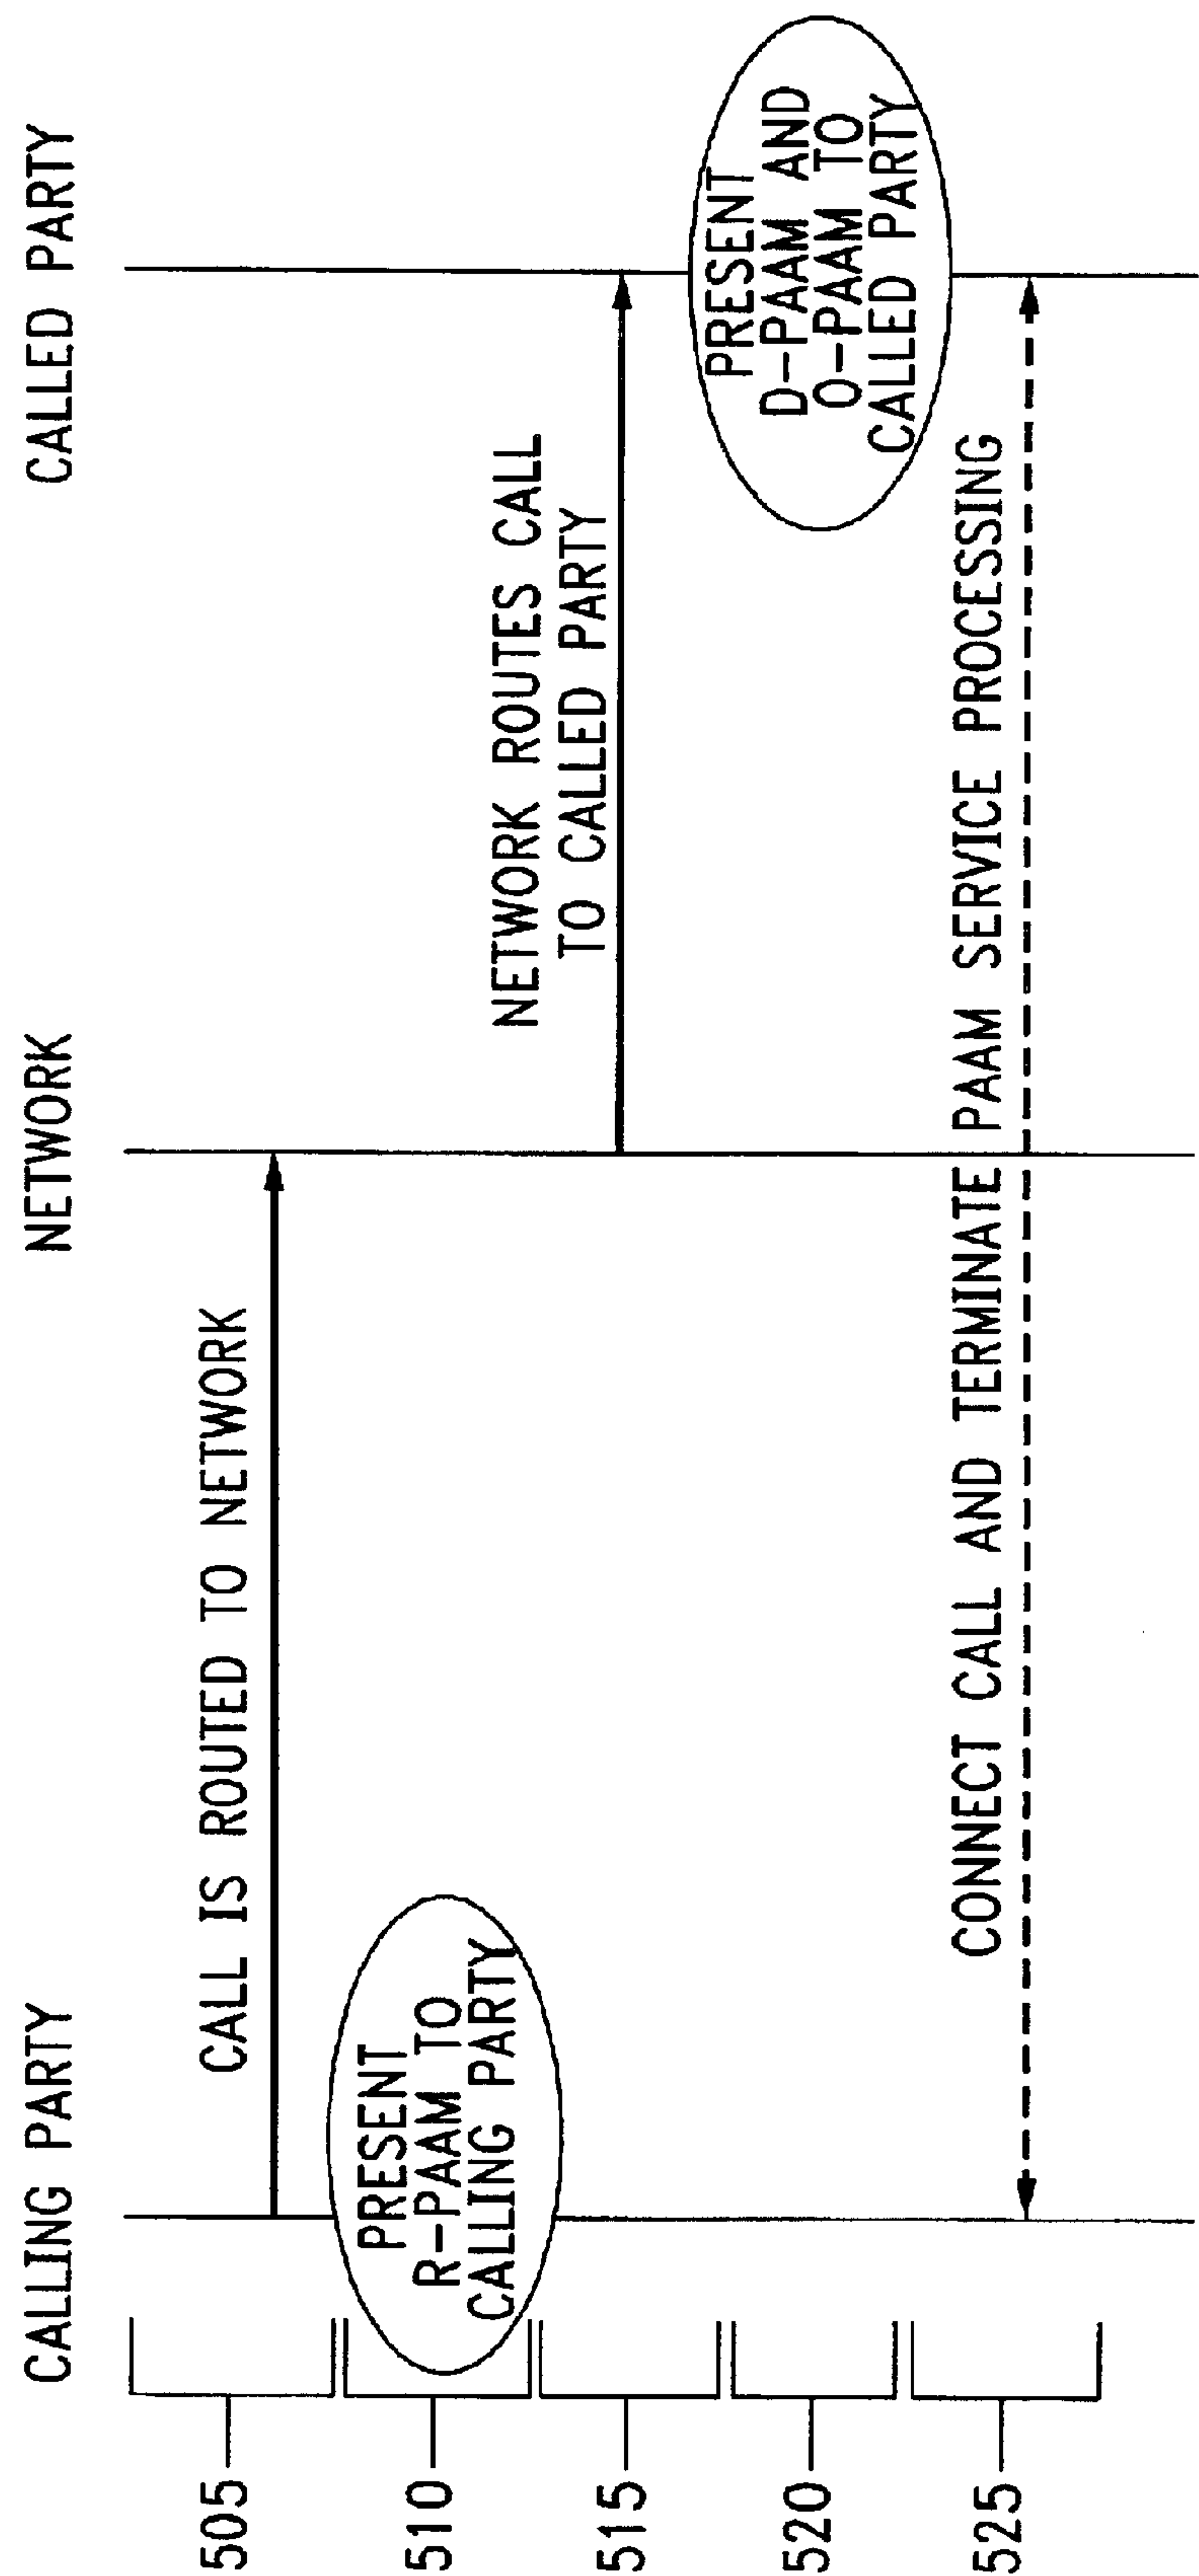 CALLING PARTY
NETWORK
CALLED PARTY
505
CALL IS ROUTED TO NETWORK
510
PRESENT
R-PAAM TO
CALLING PARTY
515
NETWORK ROUTES CALL
TO CALLED PARTY
520
PRESENT
D-PAAM AND
O-PAAM TO
CALLED PARTY
525
CONNECT CALL AND TERMINATE PAAM SERVICE PROCESSING